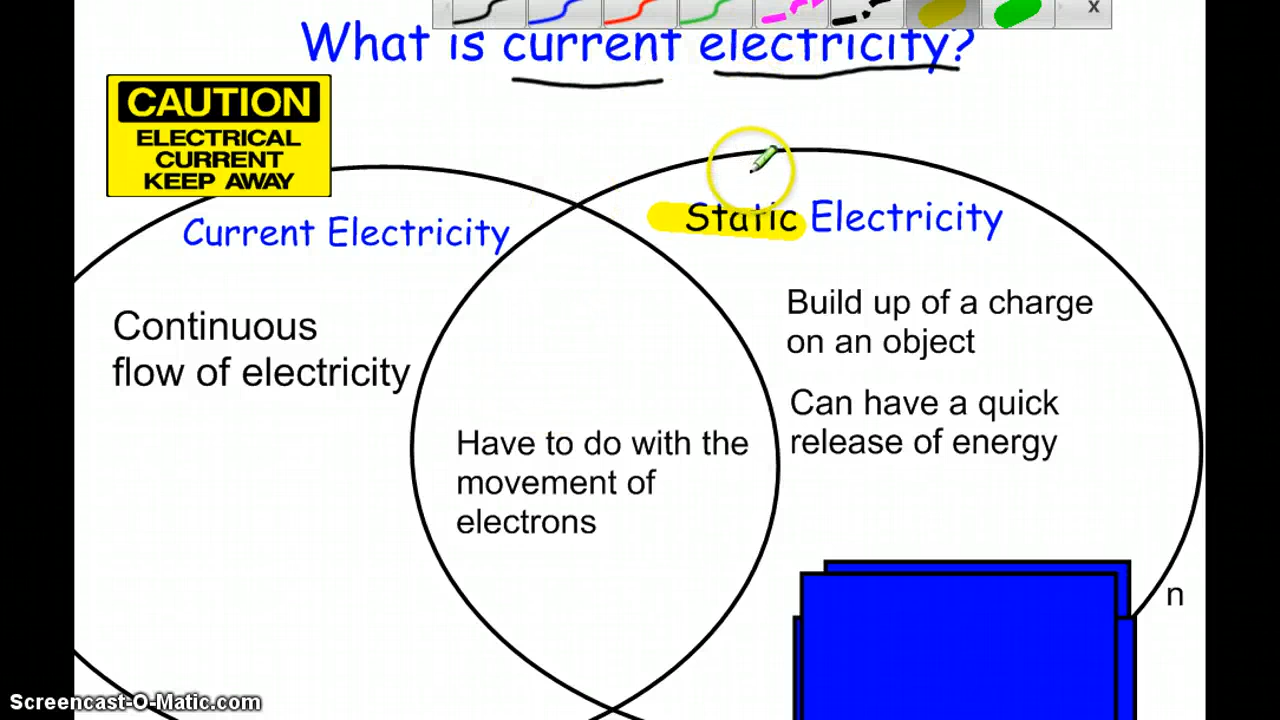 What is current electricity?
CAUTION
ELECTRICAL
CURRENT
KEEP AWAY
Current Electricity
Static Electricity
Continuous
flow of electricity
Build up of a charge
on an object
Can have a quick
release of energy
Have to do with the
movement of
electrons
n
x
Screencast-O-Matic.com